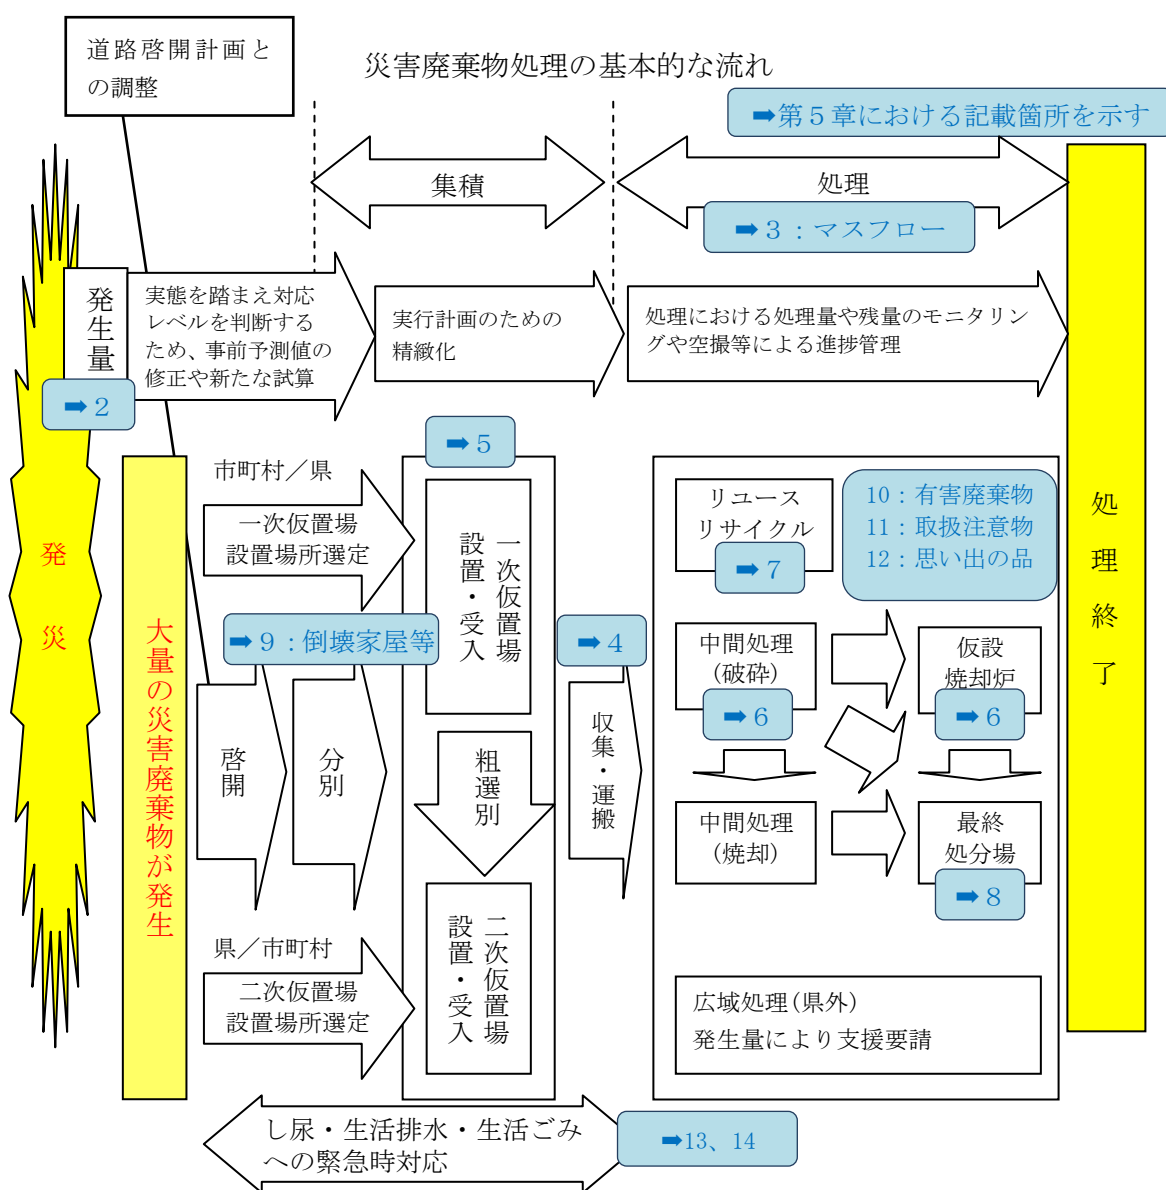 道路啓開計画と
の調整
災害廃棄物処理の基本的な流れ
➡第５章における記載箇所を示す
集積
処理
➡３：マスフロー
発生量
➡２
実態を踏まえ対応
レベルを判断する
ため、事前予測値の
修正や新たな試算
実行計画のための
精緻化
処理における処理量や残量のモニタリン
グや空撮等による進捗管理
発災
大量の災害廃棄物が発生
市町村／県
一次仮置場
設置場所選定
➡５
一次仮置場
設置・受入
➡９：倒壊家屋等
啓開
分別
粗選別
県／市町村
二次仮置場
設置場所選定
二次仮置場
設置・受入
➡４
収集・運搬
リユース
リサイクル
➡７
10：有害廃棄物
11：取扱注意物
12：思い出の品
中間処理
(破砕)
➡６
仮設
焼却炉
➡６
中間処理
(焼却)
最終
処分場
➡８
広域処理(県外)
発生量により支援要請
処理終了
し尿・生活排水・生活ごみ
への緊急時対応
➡13、14